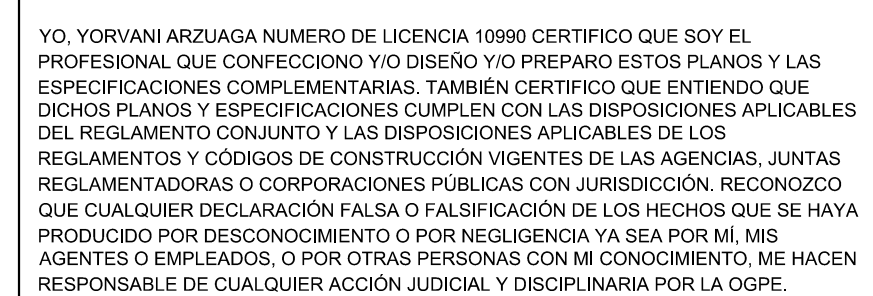 YO, YORVANI ARZUAGA NUMERO DE LICENCIA 10990 CERTIFICO QUE SOY EL
PROFESIONAL QUE CONFECCIONO Y/O DISEÑO Y/O PREPARO ESTOS PLANOS Y LAS
ESPECIFICACIONES COMPLEMENTARIAS. TAMBIÉN CERTIFICO QUE ENTIENDO QUE
DICHOS PLANOS Y ESPECIFICACIONES CUMPLEN CON LAS DISPOSICIONES APLICABLES
DEL REGLAMENTO CONJUNTO Y LAS DISPOSICIONES APLICABLES DE LOS
REGLAMENTOS Y CÓDIGOS DE CONSTRUCCIÓN VIGENTES DE LAS AGENCIAS, JUNTAS
REGLAMENTADORAS O CORPORACIONES PÚBLICAS CON JURISDICCIÓN. RECONOZCO
QUE CUALQUIER DECLARACIÓN FALSA O FALSIFICACIÓN DE LOS HECHOS QUE SE HAYA
PRODUCIDO POR DESCONOCIMIENTO O POR NEGLIGENCIA YA SEA POR MÍ, MIS
AGENTES O EMPLEADOS, O POR OTRAS PERSONAS CON MI CONOCIMIENTO, ME HACEN
RESPONSABLE DE CUALQUIER ACCIÓN JUDICIAL Y DISCIPLINARIA POR LA OGPE.